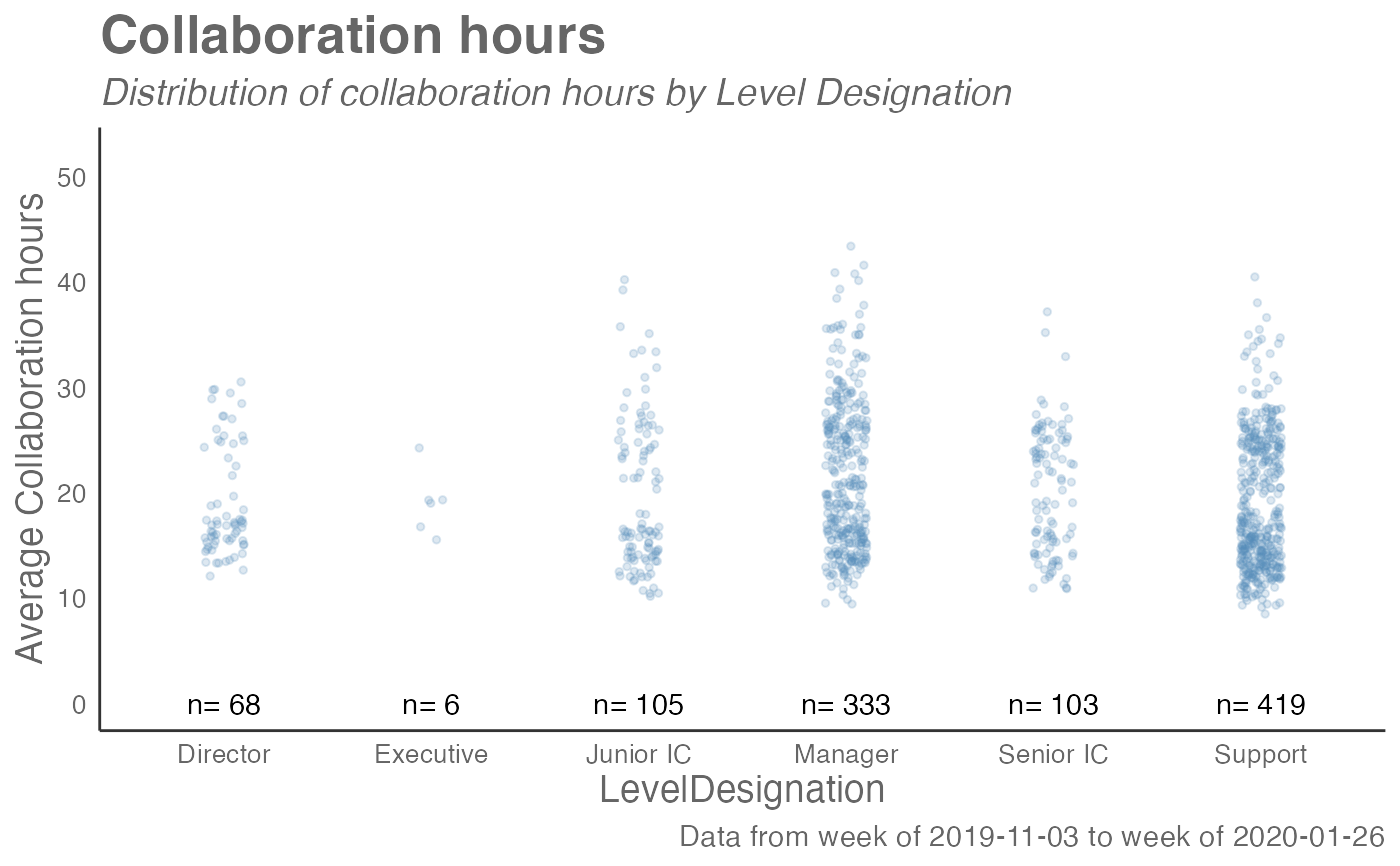 Collaboration hours
Distribution of collaboration hours by Level Designation
Average Collaboration hours
50
40
30
20
10
0
n= 68 n= 6 n= 105 n= 333 n= 103 n= 419
Director Executive Junior IC Manager Senior IC Support
LevelDesignation
Data from week of 2019-11-03 to week of 2020-01-26